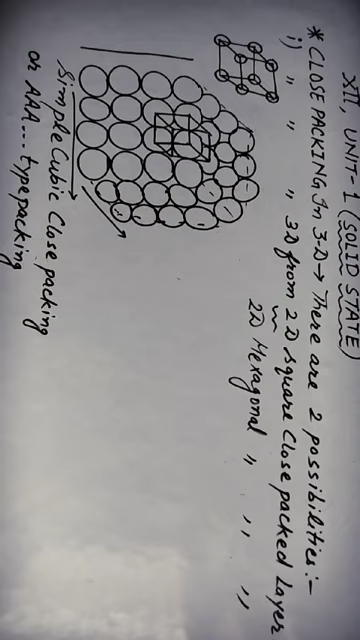 XII, UNIT-1 (SOLID STATE)
* CLOSE PACKING In 3-D → There are 2 possibilities:-
i) " " " 3D from 2D Square Close packed Layer
2D Hexagonal " " "
Simple Cubic Close packing
or AAA... type packing